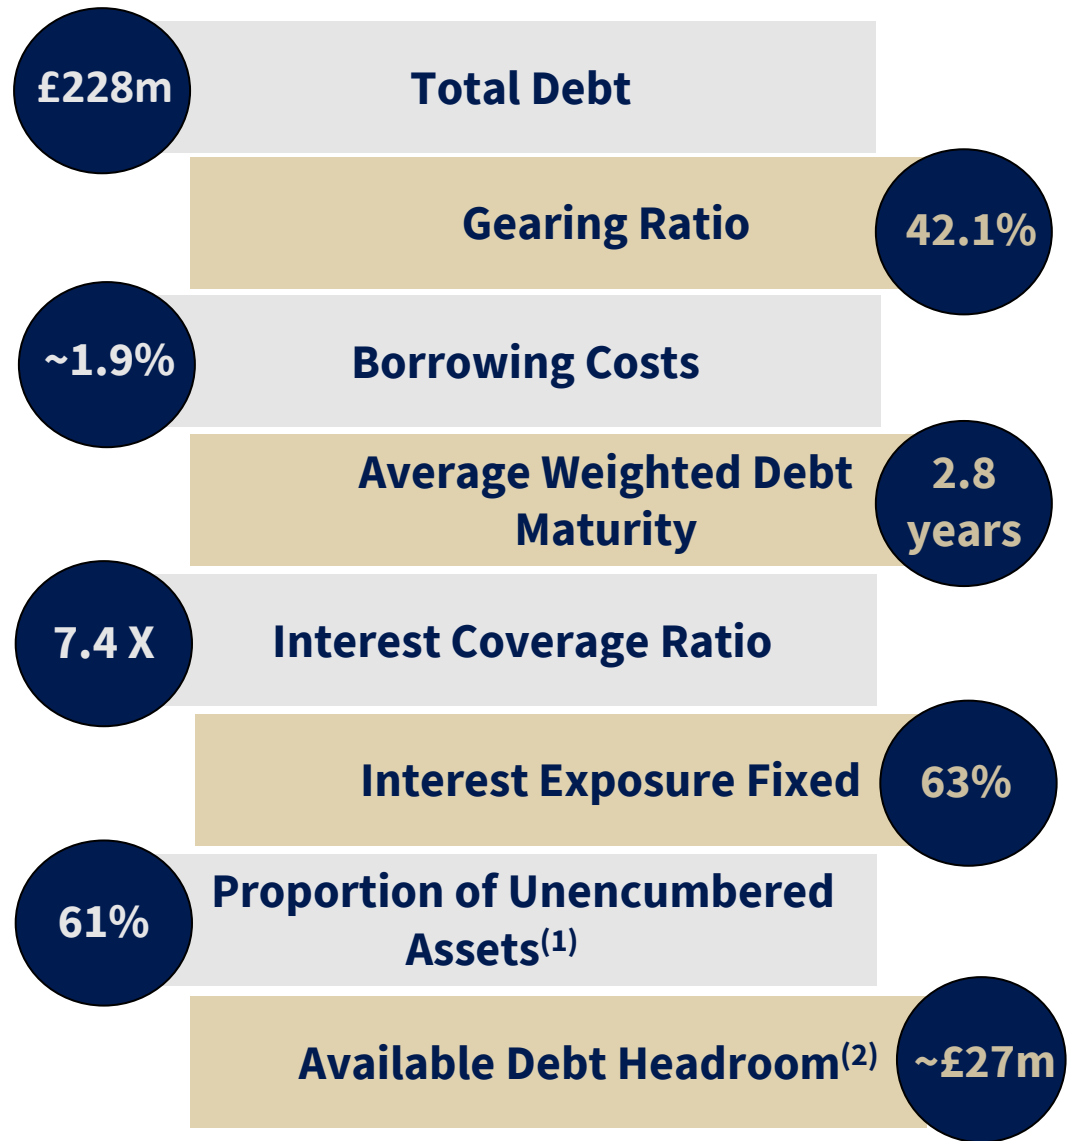 £228m
Total Debt
Gearing Ratio
42.1%
~1.9%
Borrowing Costs
Average Weighted Debt
Maturity
2.8
years
7.4 X
Interest Coverage Ratio
Interest Exposure Fixed
63%
61%
Proportion of Unencumbered
Assets(1)
Available Debt Headroom(2)
~£27m